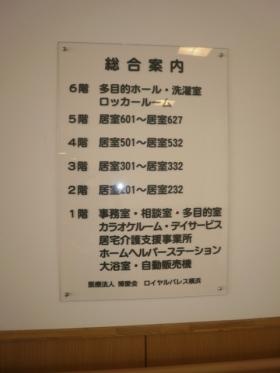 総合案内
6階 多目的ホール・洗濯室
ロッカールーム
5階 居室601〜居室627
4階 居室501〜居室532
3階 居室301〜居室332
2階 居室201〜居室232
1階 事務室・相談室・多目的室
カラオケルーム・デイサービス
居宅介護支援事業所
ホームヘルパーステーション
大浴室・自動販売機
医療法人 博愛会 ロイヤルパレス横浜